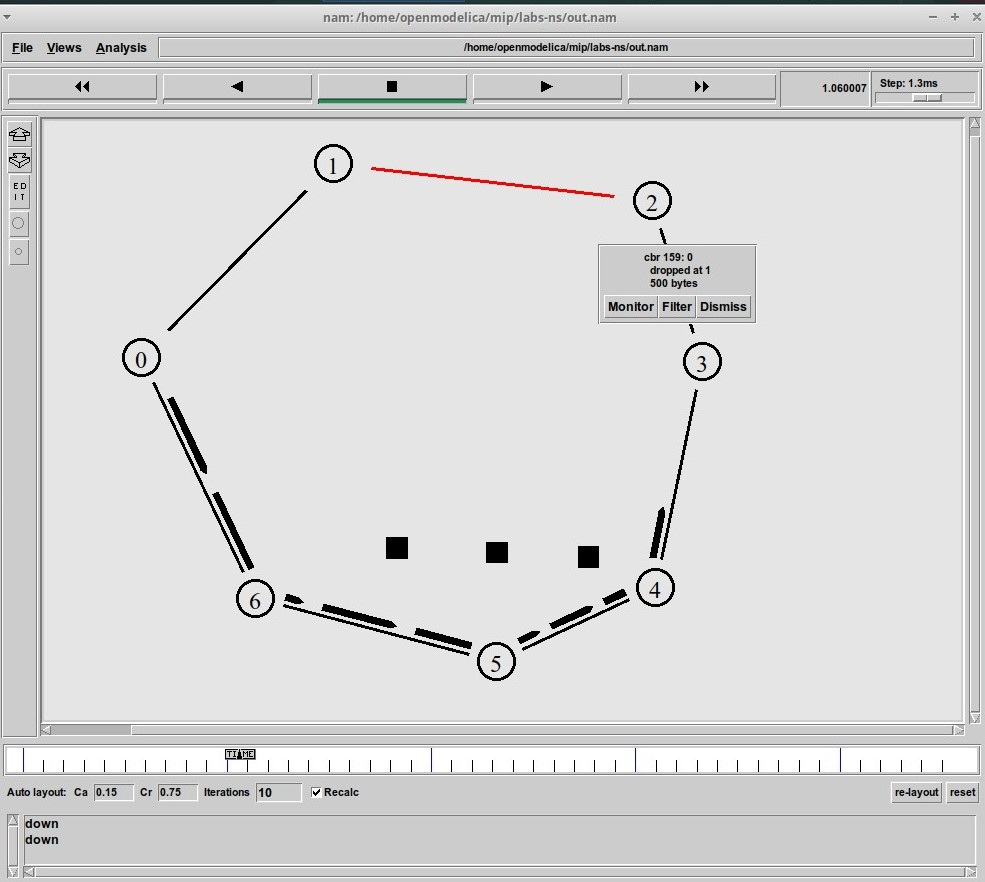 nam: /home/openmodelica/mip/labs-ns/out.nam
File Views Analysis /home/openmodelica/mip/labs-ns/out.nam
1.060007 Step: 1.3ms
ED
IT
1
2
cbr 159: 0
dropped at 1
500 bytes
Monitor Filter Dismiss
0
3
6
4
5
TIME
Auto layout: Ca 0.15 Cr 0.75 Iterations 10 Recalc re-layout reset
down
down